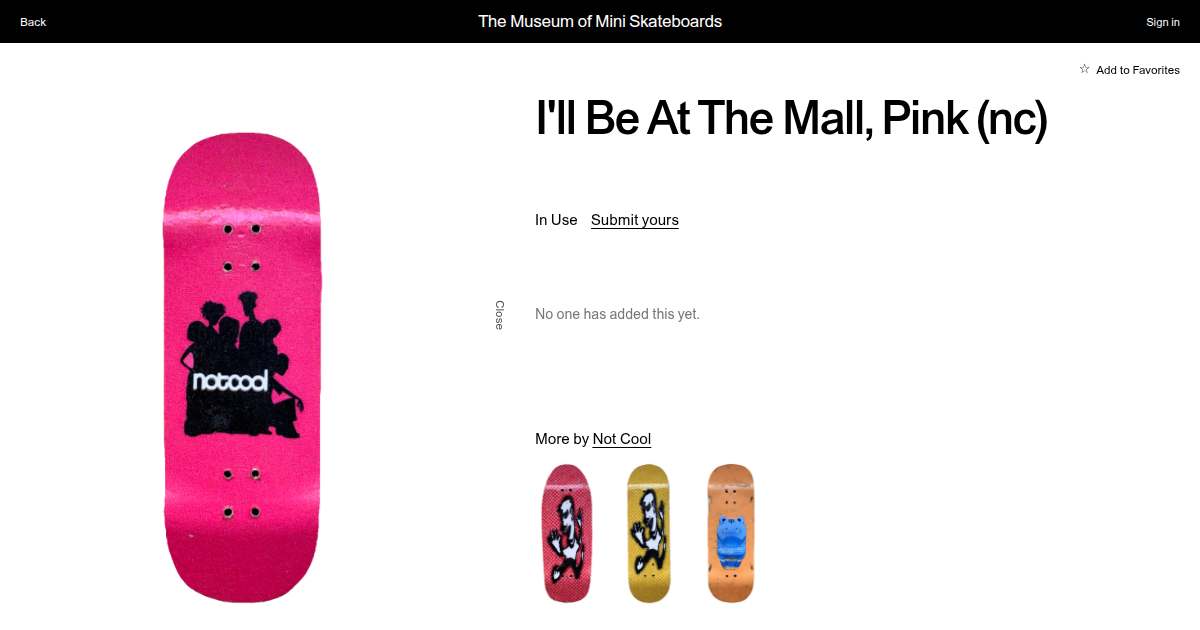 Back
The Museum of Mini Skateboards
Sign in
☆ Add to Favorites
I'll Be At The Mall, Pink (nc)
In Use Submit yours
Close
No one has added this yet.
notcool
More by Not Cool